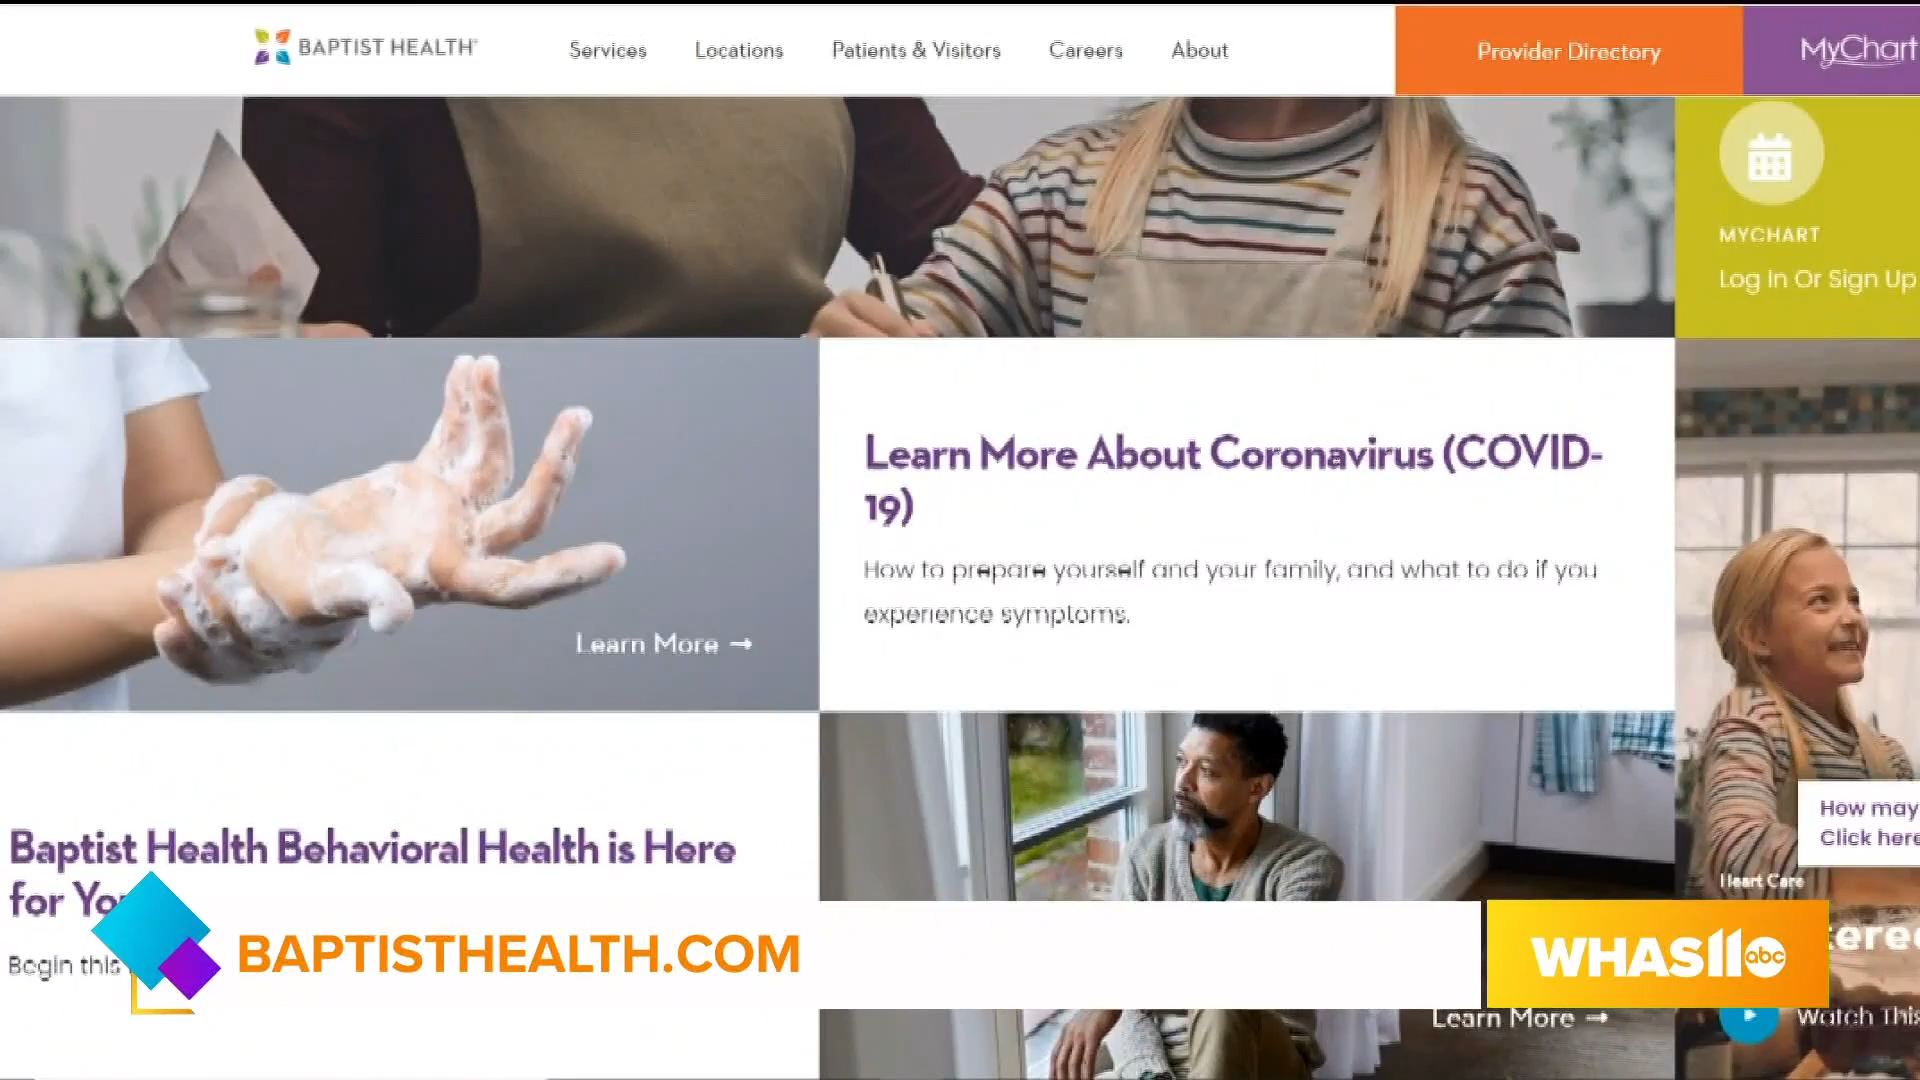 BAPTIST HEALTH
Services
Locations
Patients & Visitors
Careers
About
Provider Directory
MyChart
MYCHART
Log In Or Sign Up
Learn More →
Learn More About Coronavirus (COVID-
19)
How to prepare yourself and your family, and what to do if you
experience symptoms.
Baptist Health Behavioral Health is Here
for
Begin this
How may
Click here
Heart Care
Learn More →
Watch This
BAPTISTHEALTH.COM
WHAS11 abc